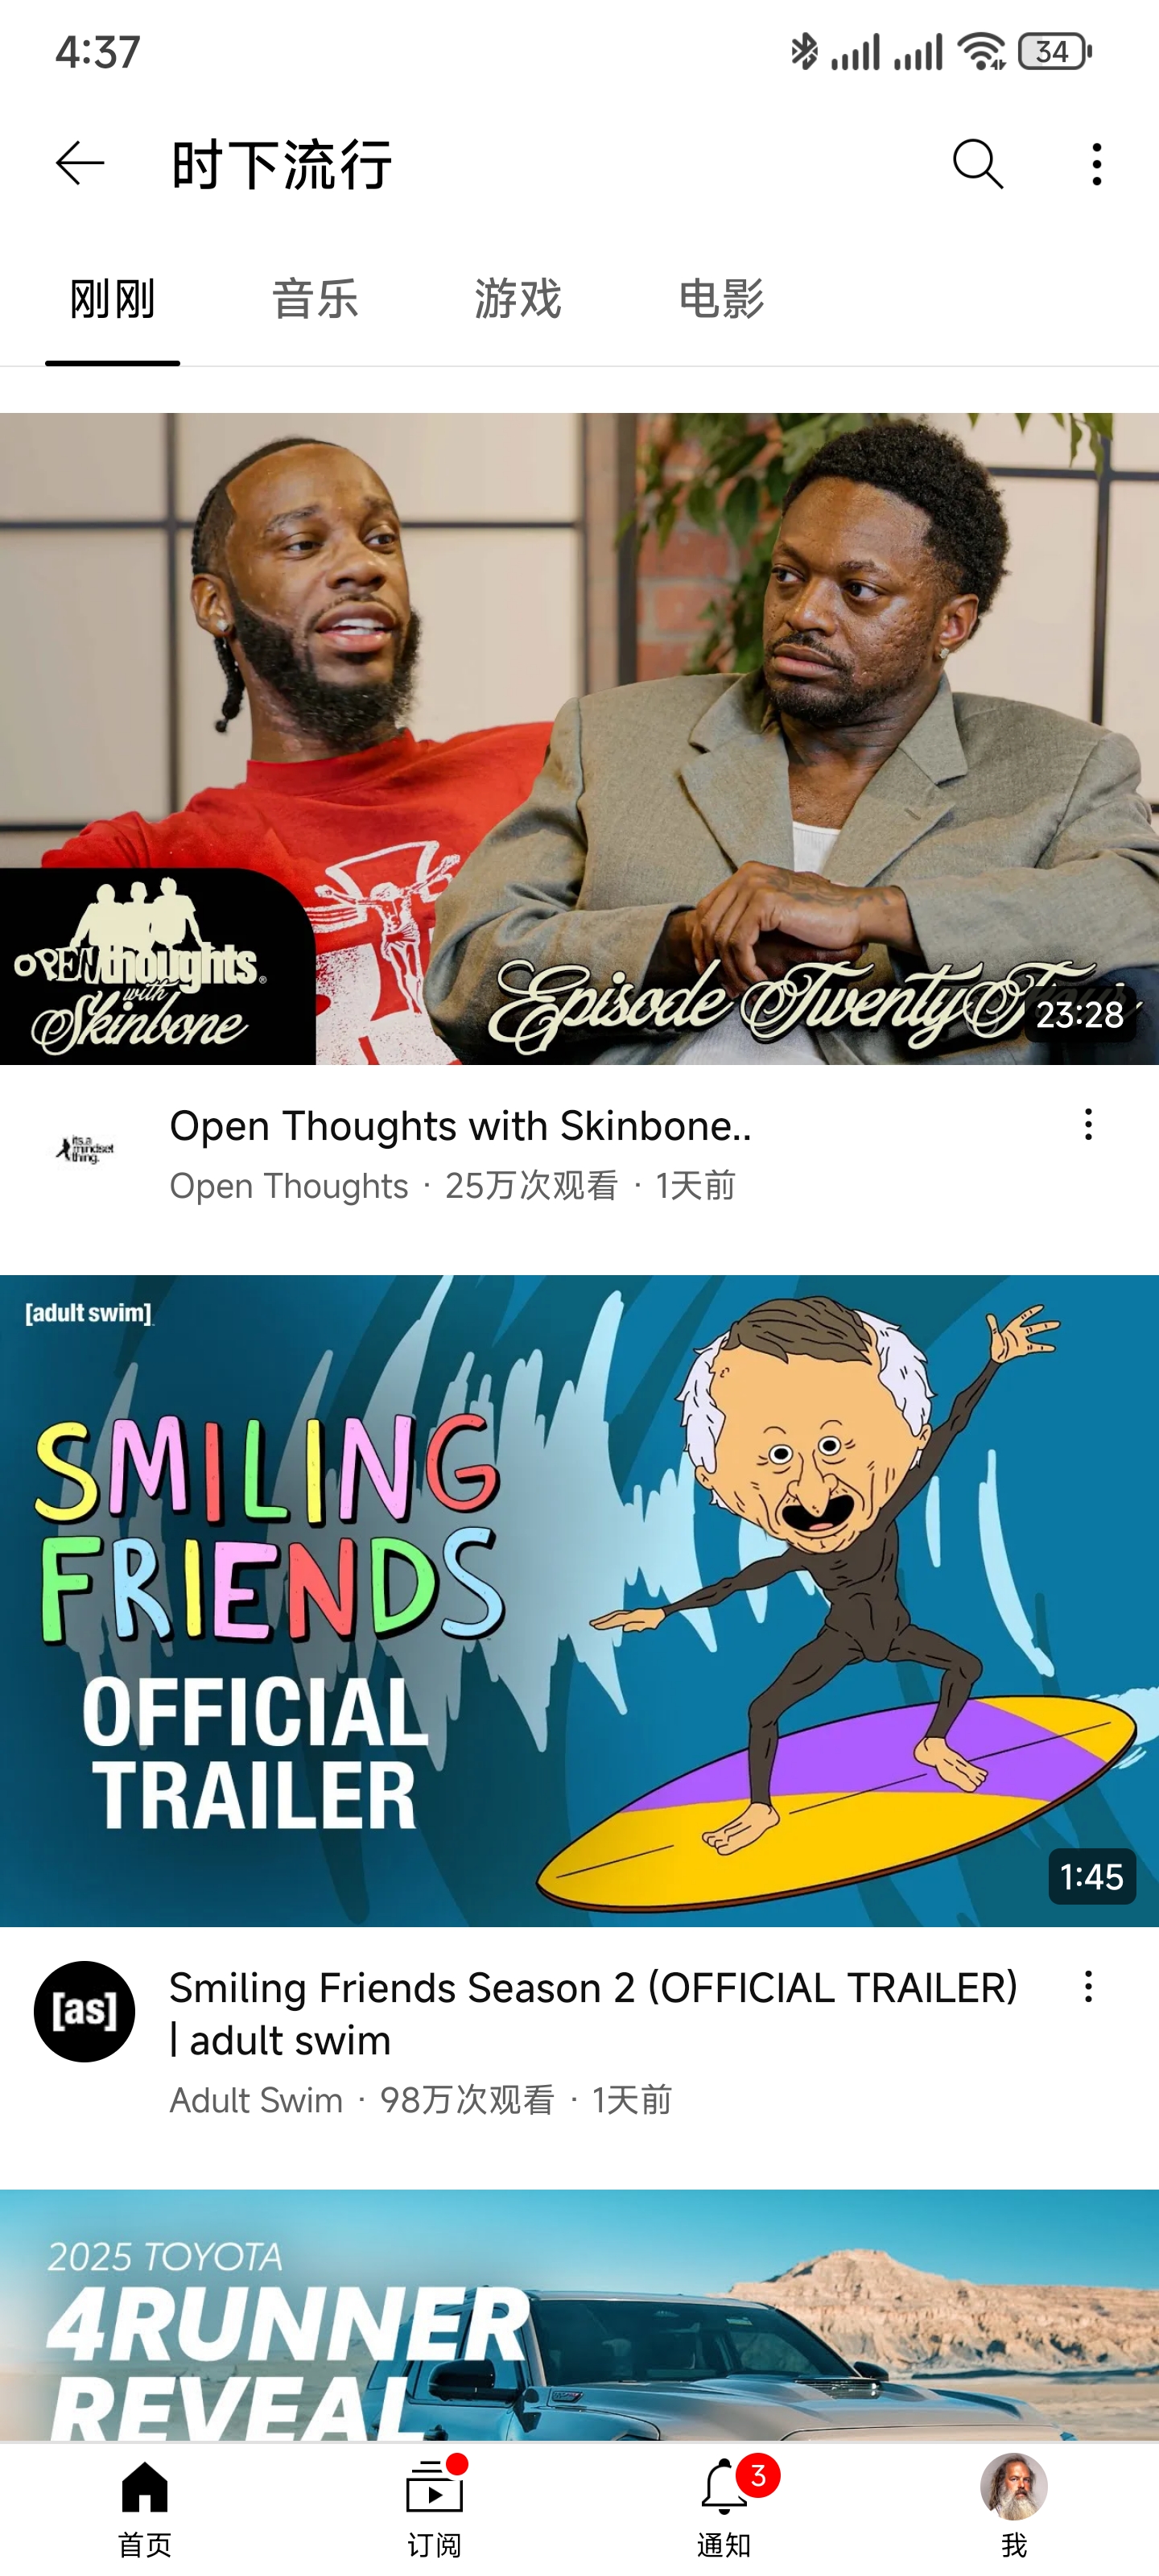 4:37
34
时下流行
刚刚
音乐
游戏
电影
OPEN thoughts
with
Skinbone
Episode Twenty
23:28
its a
mindset
thing.
Open Thoughts with Skinbone..
Open Thoughts · 25万次观看 · 1天前
[adult swim]
SMILING
FRIENDS
OFFICIAL
TRAILER
1:45
[as]
Smiling Friends Season 2 (OFFICIAL TRAILER)
| adult swim
Adult Swim · 98万次观看 · 1天前
2025 TOYOTA
4RUNNER
REVEAL
首页
订阅
3
通知
我